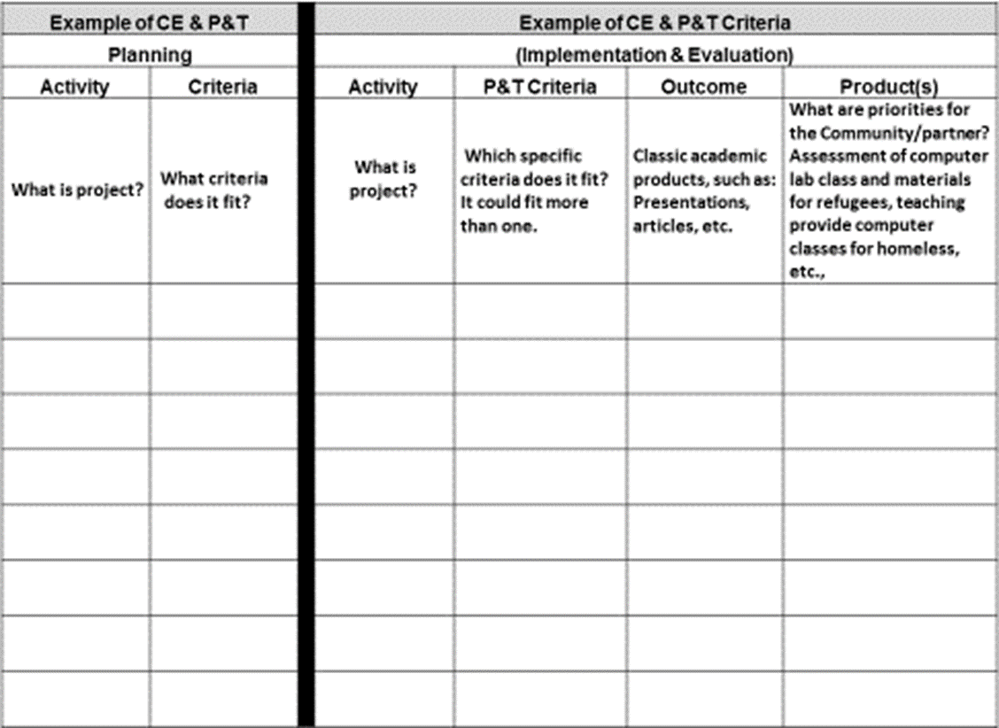 Example of CE & P&T
Example of CE & P&T Criteria
Planning
(Implementation & Evaluation)
Activity
Criteria
Activity
P&T Criteria
Outcome
Product(s)
What is project?
What criteria
does it fit?
What is
project?
Which specific
criteria does it fit?
It could fit more
than one.
Classic academic
products, such as:
Presentations,
articles, etc.
What are priorities for
the Community/partner?
Assessment of computer
lab class and materials
for refugees, teaching
provide computer
classes for homeless,
etc.,